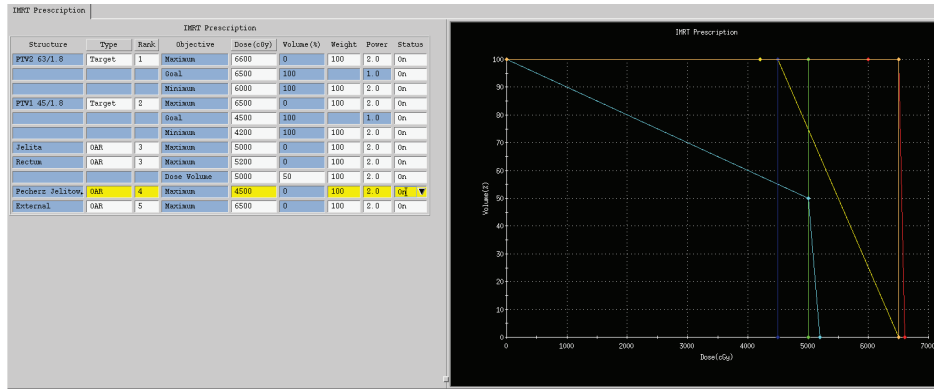 IMRT Prescription
IMRT Prescription
Structure Type Rank Objective Dose(cGy) Volume(%) Weight Power Status
PTV2 63/1.8 Target 1 Maximum 6600 0 100 2.0 On
Goal 6500 100 1.0 On
Minimum 6000 100 100 2.0 On
PTV1 45/1.8 Target 2 Maximum 6500 0 100 2.0 On
Goal 4500 100 1.0 On
Minimum 4200 100 100 2.0 On
Jelita OAR 3 Maximum 5000 0 100 2.0 On
Rectum OAR 3 Maximum 5200 0 100 2.0 On
Dose Volume 5000 50 100 2.0 On
Pecherz Jelitow. OAR 4 Maximum 4500 0 100 2.0 On
External OAR 5 Maximum 6500 0 100 2.0 On
IMRT Prescription
100
90
80
70
60
50
40
30
20
10
0
Volume(%)
0 1000 2000 3000 4000 5000 6000 7000
Dose(cGy)